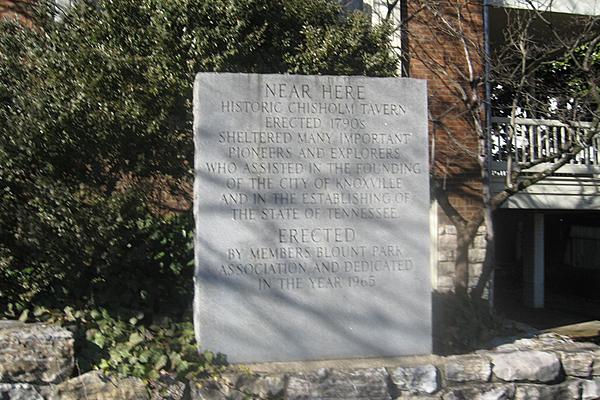 NEAR HERE
HISTORIC CHISHOLM TAVERN
ERECTED 1790s
SHELTERED MANY IMPORTANT
PIONEERS AND EXPLORERS
WHO ASSISTED IN THE FOUNDING
OF THE CITY OF KNOXVILLE
AND IN THE ESTABLISHING OF
THE STATE OF TENNESSEE.
ERECTED
BY MEMBERS BLOUNT PARK
ASSOCIATION AND DEDICATED
IN THE YEAR 1965